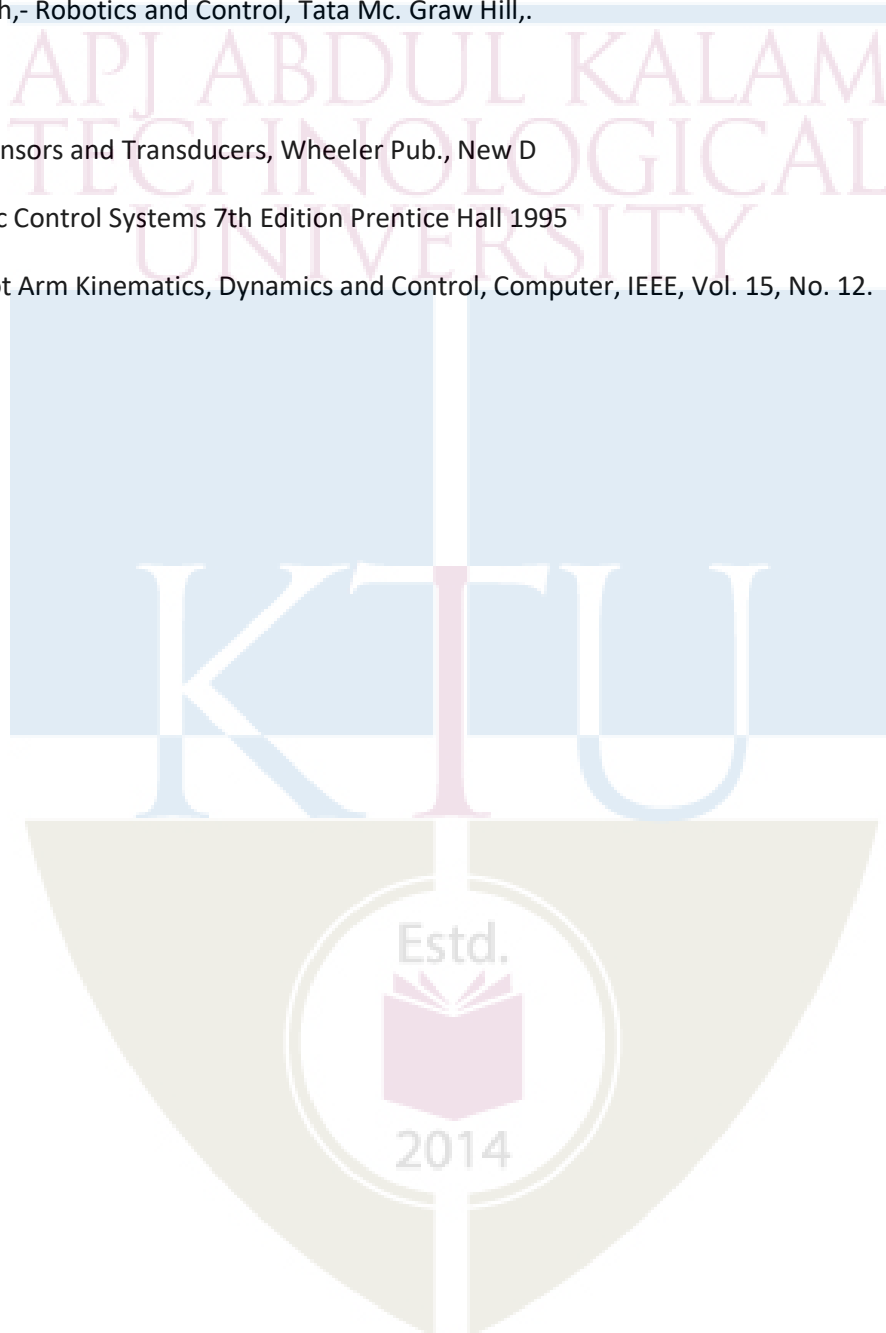 h,- Robotics and Control, Tata Mc. Graw Hill,.
APJ ABDUL KALAM
TECHNOLOGICAL
nsors and Transducers, Wheeler Pub., New D
c Control Systems 7th Edition Prentice Hall 1995
UNIVERSITY
ot Arm Kinematics, Dynamics and Control, Computer, IEEE, Vol. 15, No. 12.
KTU
Estd.
2014